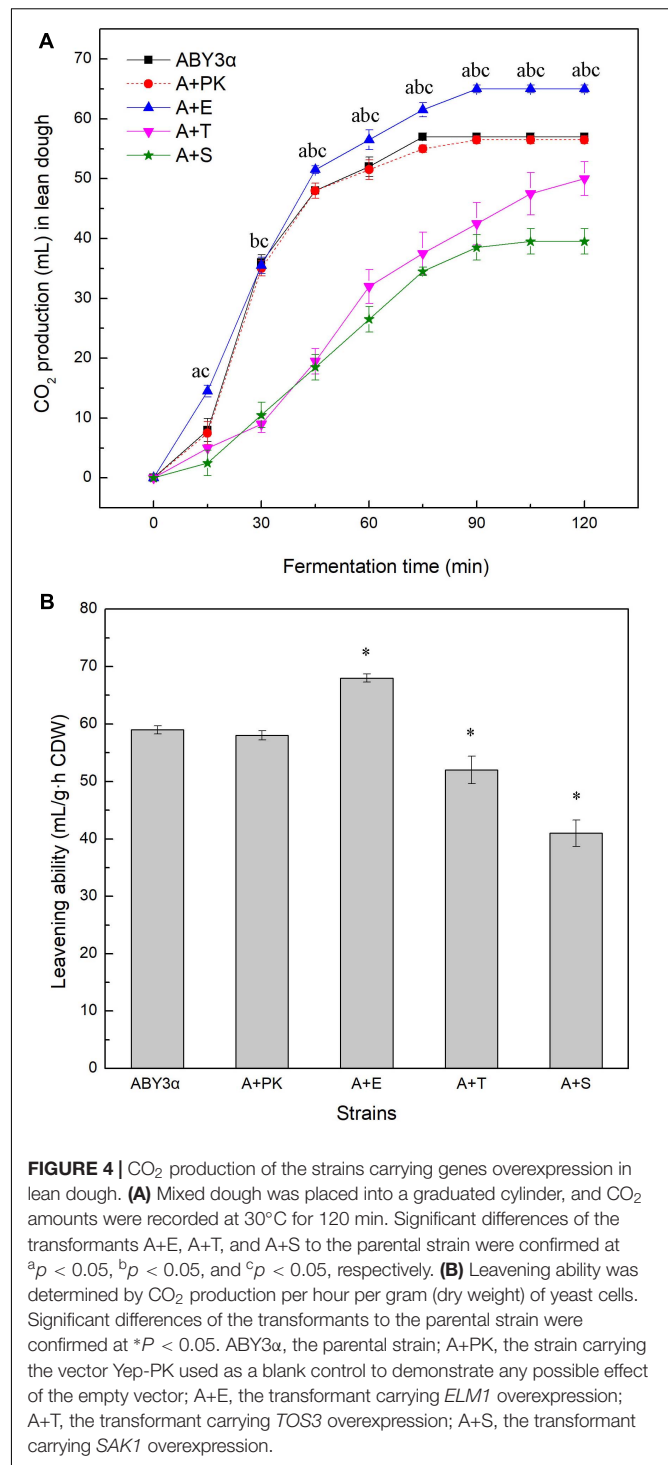 A
ABY3α
A+PK
A+E
A+T
A+S
70
60
50
40
30
20
10
0
CO₂ production (mL) in lean dough
ac
bc
abc
abc
abc
abc
abc
abc
0
30
60
90
120
Fermentation time (min)
B
80
70
60
50
40
30
20
10
0
Leavening ability (mL/g·h CDW)
*
*
*
ABY3α
A+PK
A+E
A+T
A+S
Strains
FIGURE 4 | CO₂ production of the strains carrying genes overexpression in
lean dough. (A) Mixed dough was placed into a graduated cylinder, and CO₂
amounts were recorded at 30°C for 120 min. Significant differences of the
transformants A+E, A+T, and A+S to the parental strain were confirmed at
ᵃp < 0.05, ᵇp < 0.05, and ᶜp < 0.05, respectively. (B) Leavening ability was
determined by CO₂ production per hour per gram (dry weight) of yeast cells.
Significant differences of the transformants to the parental strain were
confirmed at *P < 0.05. ABY3α, the parental strain; A+PK, the strain carrying
the vector Yep-PK used as a blank control to demonstrate any possible effect
of the empty vector; A+E, the transformant carrying ELM1 overexpression;
A+T, the transformant carrying TOS3 overexpression; A+S, the transformant
carrying SAK1 overexpression.